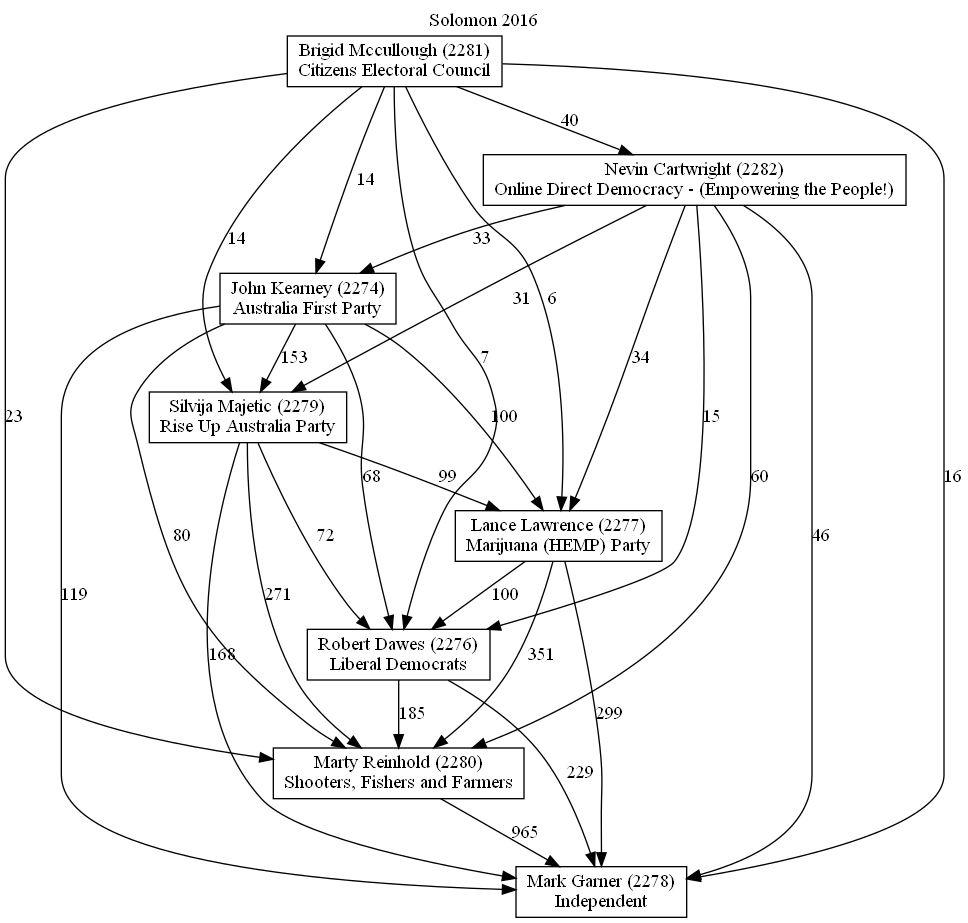 Solomon 2016
Brigid Mccullough (2281)
Citizens Electoral Council
40
Nevin Cartwright (2282)
Online Direct Democracy - (Empowering the People!)
14
14
33
John Kearney (2274)
Australia First Party
31
6
153
7
34
Silvija Majetic (2279)
Rise Up Australia Party
23
100
15
68
99
60
16
Lance Lawrence (2277)
Marijuana (HEMP) Party
80
72
46
119
271
100
Robert Dawes (2276)
Liberal Democrats
168
351
185
299
Marty Reinhold (2280)
Shooters, Fishers and Farmers
229
965
Mark Garner (2278)
Independent